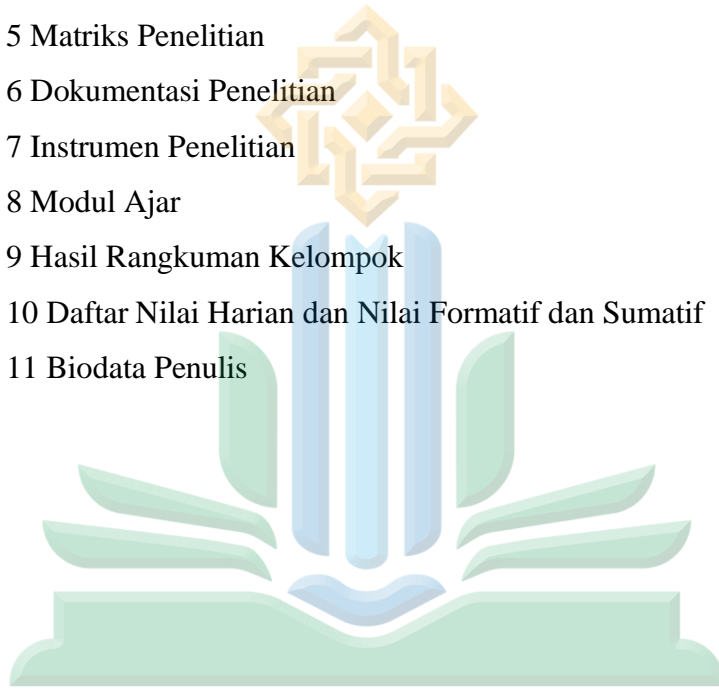 5 Matriks Penelitian
6 Dokumentasi Penelitian
7 Instrumen Penelitian
8 Modul Ajar
9 Hasil Rangkuman Kelompok
10 Daftar Nilai Harian dan Nilai Formatif dan Sumatif
11 Biodata Penulis